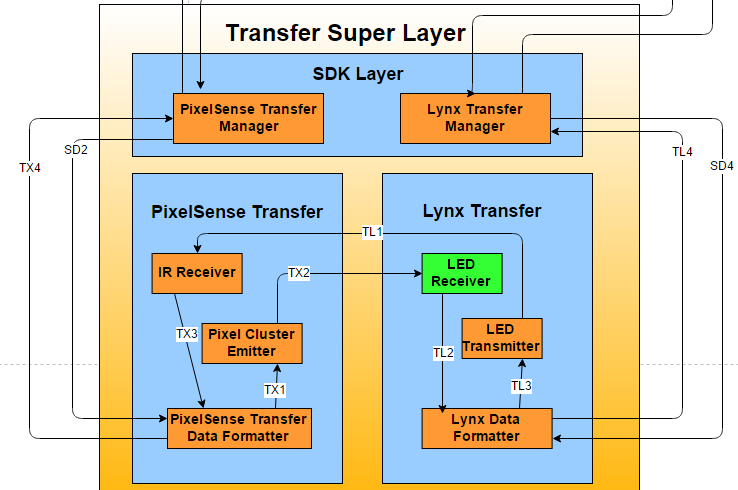 Transfer Super Layer
SDK Layer
PixelSense Transfer
Manager
Lynx Transfer
Manager
TX4
SD2
TL4
SD4
PixelSense Transfer
Lynx Transfer
TL1
IR Receiver
TX2
LED
Receiver
TX3
Pixel Cluster
Emitter
LED
Transmitter
TL2
TX1
TL3
PixelSense Transfer
Data Formatter
Lynx Data
Formatter